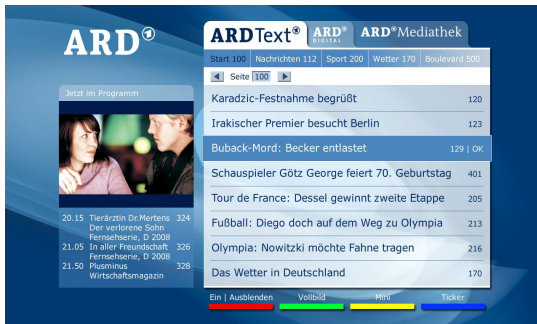 ARD
ARDText
ARD DIGITAL
ARD Mediathek
Start 100 Nachrichten 112 Sport 200 Wetter 170 Boulevard 500
Seite 100
Jetzt im Programm
Karadzic-Festnahme begrüßt 120
Irakischer Premier besucht Berlin 123
Buback-Mord: Becker entlastet 129 | OK
Schauspieler Götz George feiert 70. Geburtstag 401
Tour de France: Dessel gewinnt zweite Etappe 205
Fußball: Diego doch auf dem Weg zu Olympia 213
Olympia: Nowitzki möchte Fahne tragen 216
Das Wetter in Deutschland 170
20.15 Tierärztin Dr.Mertens 324
Der verlorene Sohn
Fernsehserie, D 2008
21.05 In aller Freundschaft 326
Fernsehserie, D 2008
21.50 Plusminus 328
Wirtschaftsmagazin
Ein | Ausblenden Vollbild Mini Ticker